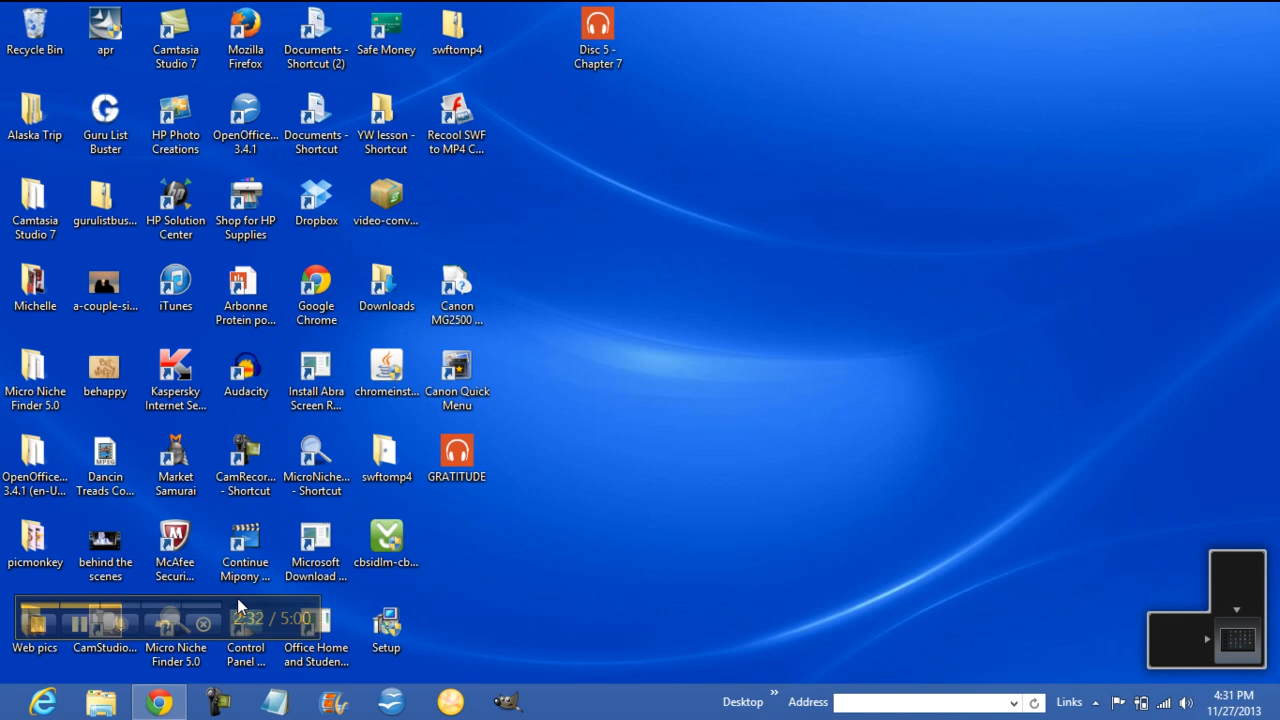 Recycle Bin
apr
Camtasia
Studio 7
Mozilla
Firefox
Documents -
Shortcut (2)
Safe Money
swftomp4
Disc 5 -
Chapter 7
Alaska Trip
Guru List
Buster
HP Photo
Creations
OpenOffice...
3.4.1
Documents -
Shortcut
YW lesson -
Shortcut
Recool SWF
to MP4 C...
Camtasia
Studio 7
gurulistbus...
HP Solution
Center
Shop for HP
Supplies
Dropbox
video-conv...
Michelle
a-couple-si...
iTunes
Arbonne
Protein po...
Google
Chrome
Downloads
Canon
MG2500 ...
Micro Niche
Finder 5.0
behappy
Kaspersky
Internet Se...
Audacity
Install Abra
Screen R...
chromeinst...
Canon Quick
Menu
OpenOffice...
3.4.1 (en-U...
Dancin
Treads Co...
Market
Samurai
CamRecor...
- Shortcut
MicroNiche...
- Shortcut
swftomp4
GRATITUDE
picmonkey
behind the
scenes
McAfee
Securi...
Continue
Mipony ...
Microsoft
Download ...
cbsidlm-cb...
2:32 / 5:00
Web pics
CamStudio...
Micro Niche
Finder 5.0
Control
Panel ...
Office Home
and Studen...
Setup
Desktop
Address
Links
4:31 PM
11/27/2013